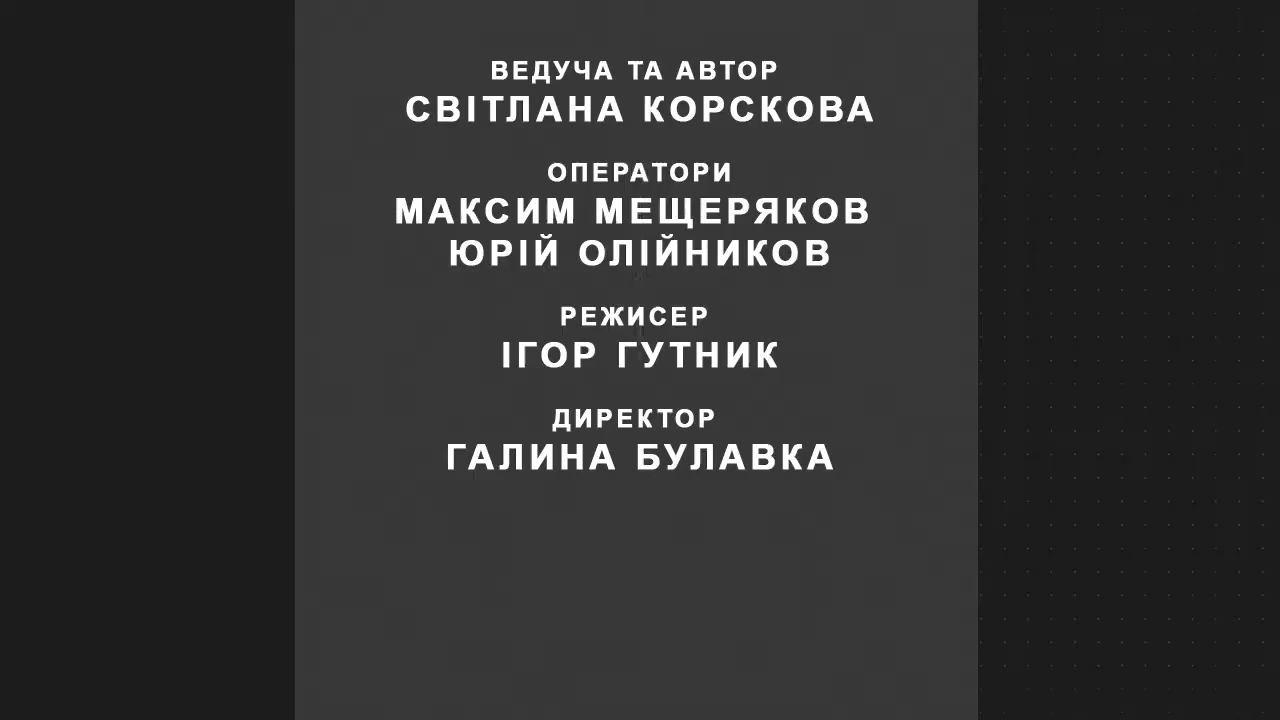 ВЕДУЧА ТА АВТОР
СВІТЛАНА КОРСКОВА
ОПЕРАТОРИ
МАКСИМ МЕЩЕРЯКОВ
ЮРІЙ ОЛІЙНИКОВ
РЕЖИСЕР
ІГОР ГУТНИК
ДИРЕКТОР
ГАЛИНА БУЛАВКА